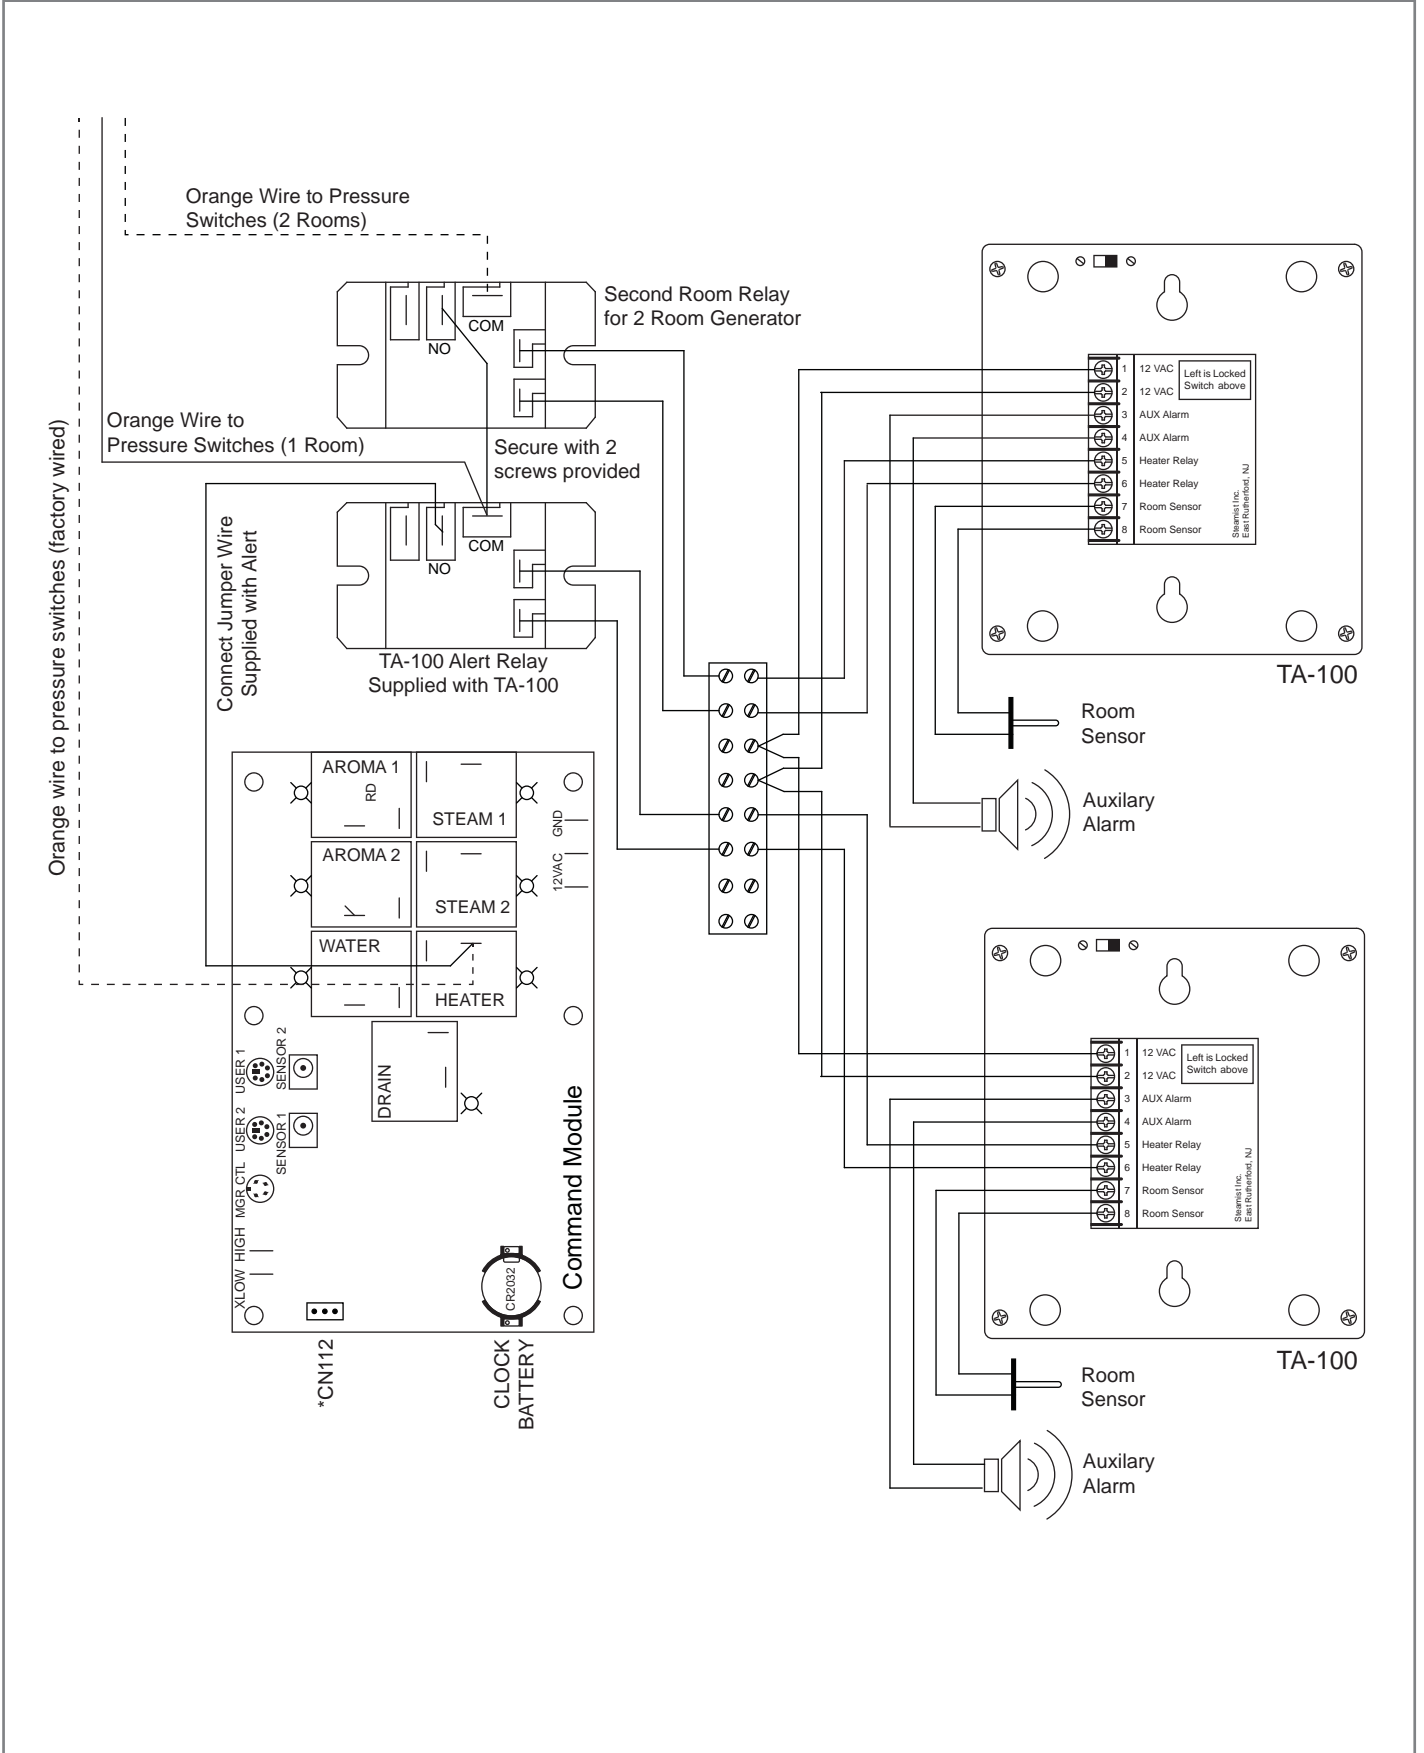 Orange Wire to Pressure
Switches (2 Rooms)
Second Room Relay
for 2 Room Generator
COM
NO
Orange Wire to
Pressure Switches (1 Room)
Secure with 2
screws provided
COM
NO
TA-100 Alert Relay
Supplied with TA-100
Orange wire to pressure switches (factory wired)
Connect Jumper Wire
Supplied with Alert
AROMA 1
RD
STEAM 1
GND
AROMA 2
STEAM 2
12VAC
WATER
HEATER
DRAIN
USER 1
SENSOR 2
USER 2
SENSOR 1
MGR CTL
HIGH
XLOW
*CN112
CR2032
CLOCK
BATTERY
Command Module
1 12 VAC
2 12 VAC
3 AUX Alarm
4 AUX Alarm
5 Heater Relay
6 Heater Relay
7 Room Sensor
8 Room Sensor
Left is Locked
Switch above
Steamist Inc.
East Rutherford, NJ
TA-100
Room
Sensor
Auxilary
Alarm
1 12 VAC
2 12 VAC
3 AUX Alarm
4 AUX Alarm
5 Heater Relay
6 Heater Relay
7 Room Sensor
8 Room Sensor
Left is Locked
Switch above
Steamist Inc.
East Rutherford, NJ
TA-100
Room
Sensor
Auxilary
Alarm